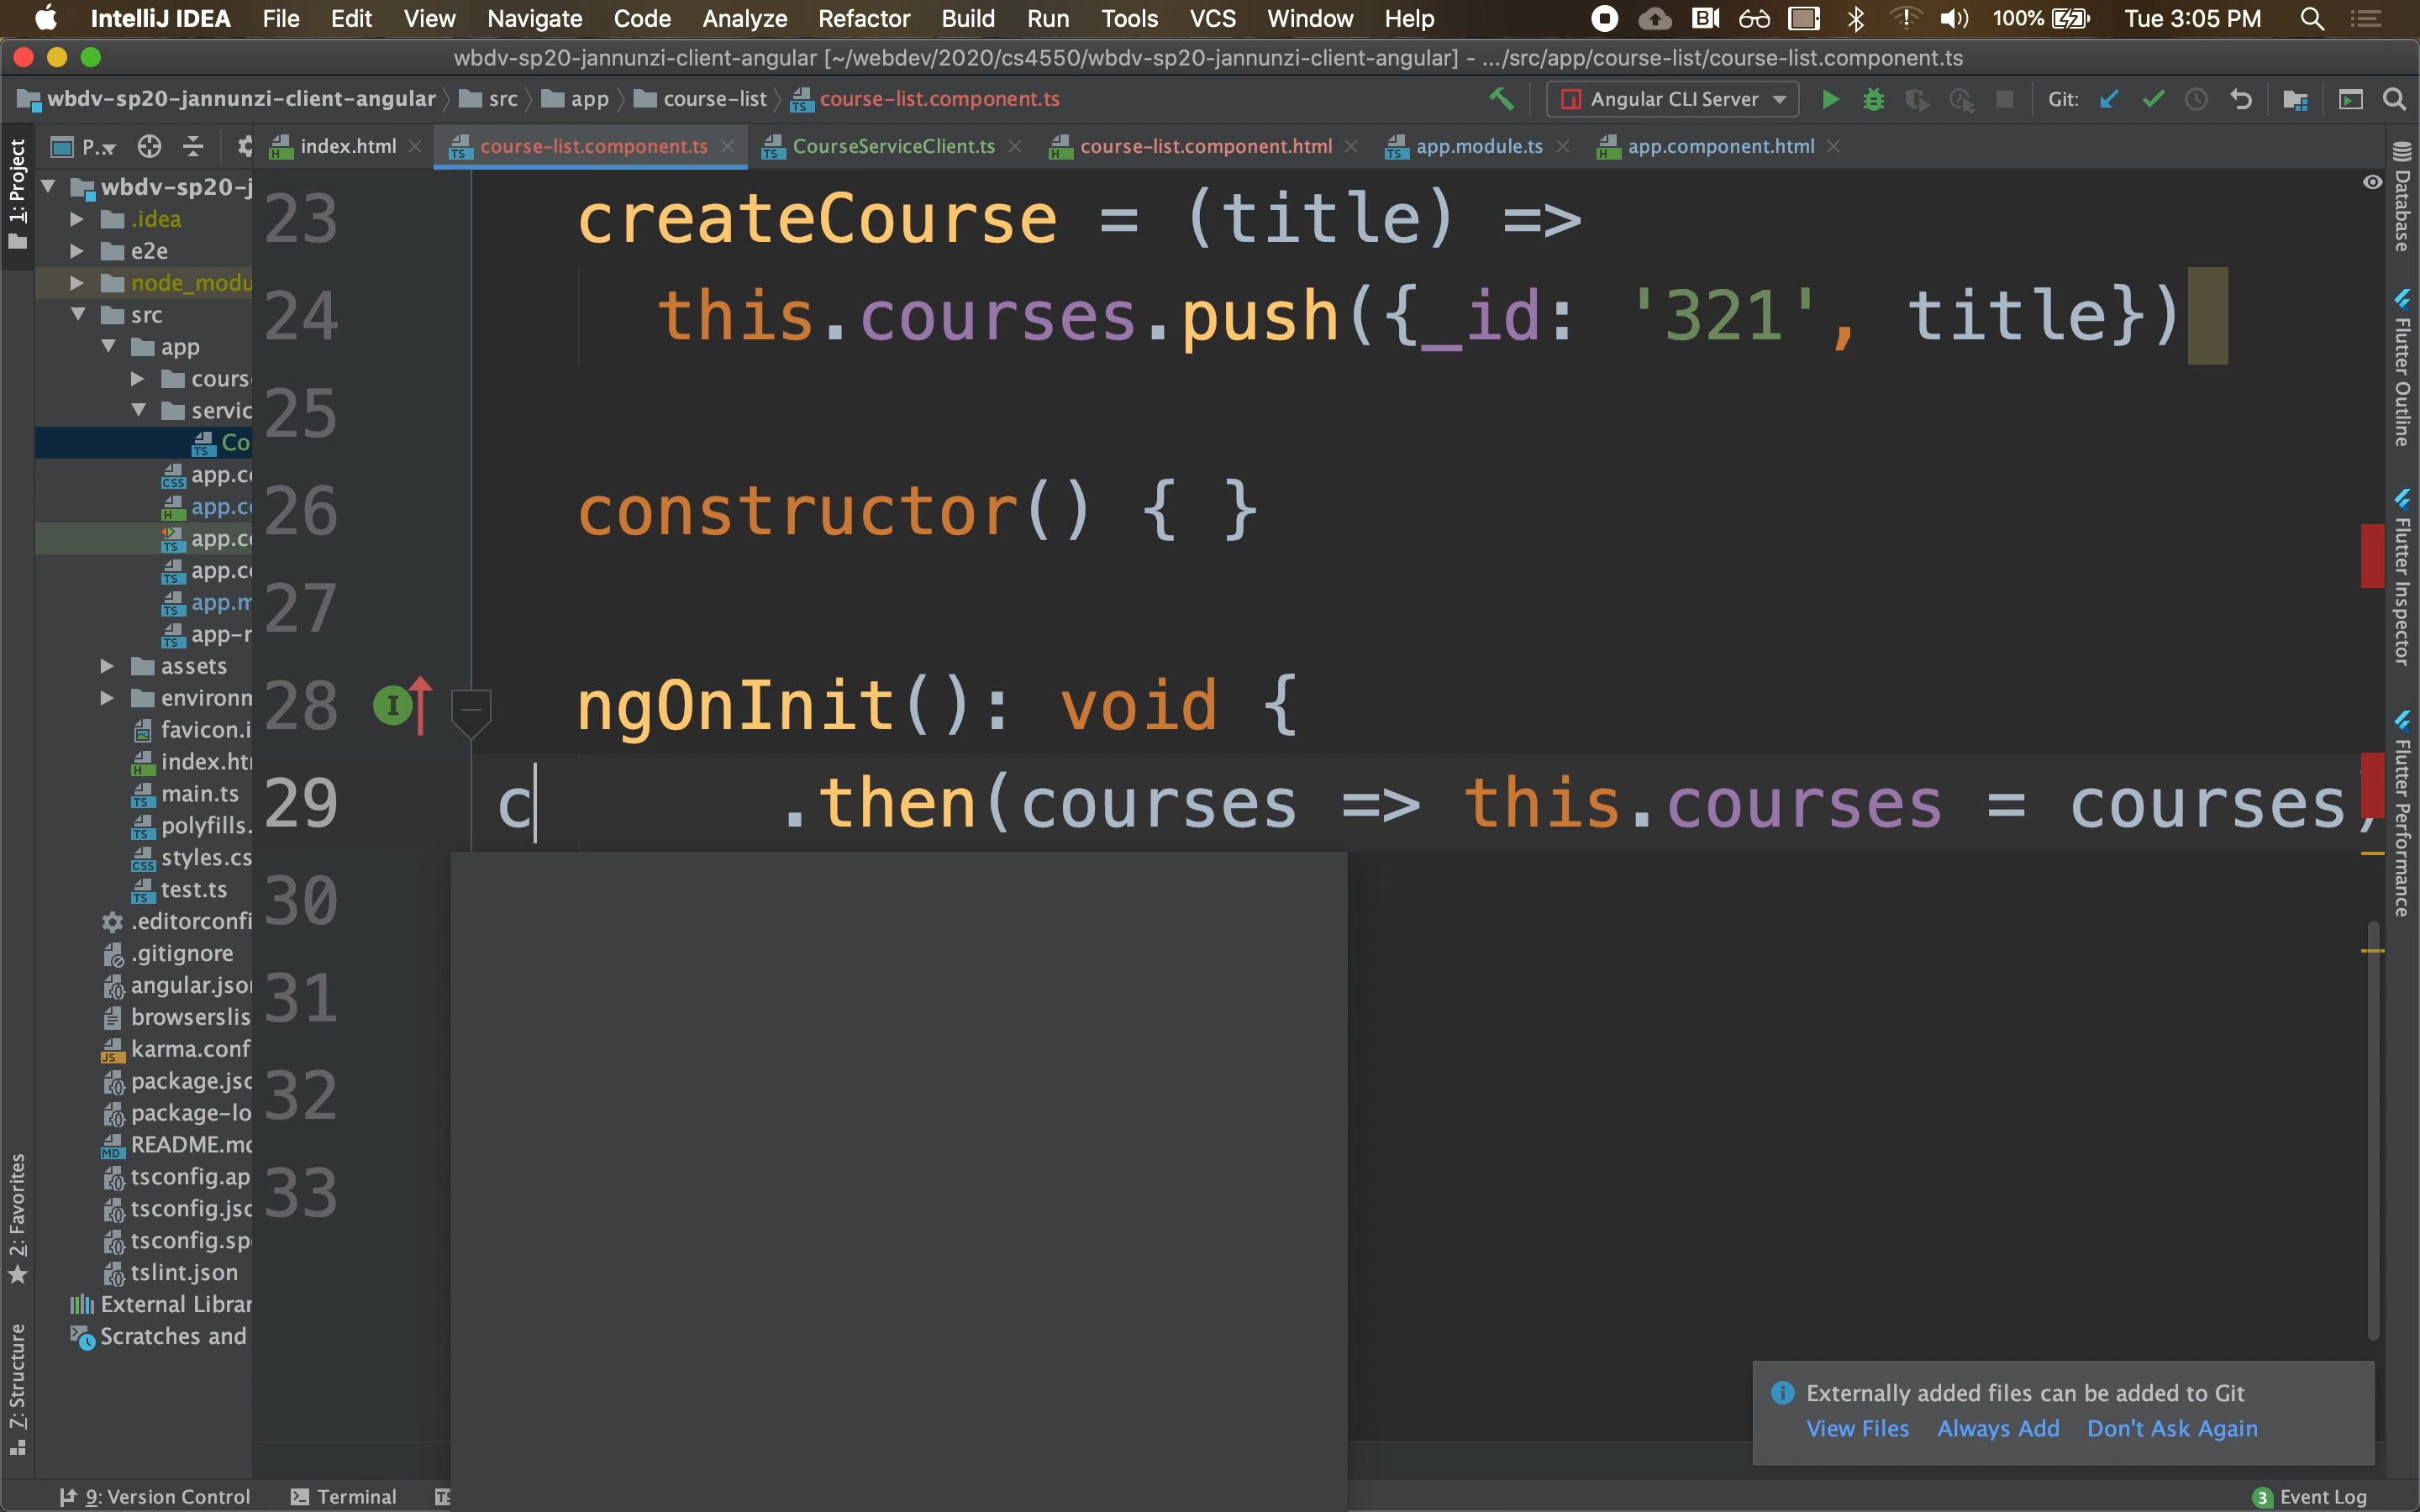 IntelliJ IDEA File Edit View Navigate Code Analyze Refactor Build Run Tools VCS Window Help 100% Tue 3:05 PM
wbdv-sp20-jannunzi-client-angular [~/webdev/2020/cs4550/wbdv-sp20-jannunzi-client-angular] - .../src/app/course-list/course-list.component.ts
wbdv-sp20-jannunzi-client-angular src app course-list course-list.component.ts Angular CLI Server Git:
P... index.html course-list.component.ts CourseServiceClient.ts course-list.component.html app.module.ts app.component.html
1: Project
2: Favorites
7: Structure
wbdv-sp20-j
.idea
e2e
node_modu
src
app
cours
servic
Co
app.c
app.c
app.c
app.c
app.m
app-r
assets
environm
favicon.i
index.ht
main.ts
polyfills.
styles.cs
test.ts
.editorconfi
.gitignore
angular.jso
browserslis
karma.conf
package.jsc
package-lo
README.mc
tsconfig.ap
tsconfig.jsc
tsconfig.sp
tslint.json
External Librar
Scratches and
23 createCourse = (title) =>
24 this.courses.push({_id: '321', title})
25
26 constructor() { }
27
28 ngOnInit(): void {
29 c .then(courses => this.courses = courses)
30
31
32
33
Database
Flutter Outline
Flutter Inspector
Flutter Performance
Externally added files can be added to Git
View Files Always Add Don't Ask Again
9: Version Control Terminal 3 Event Log